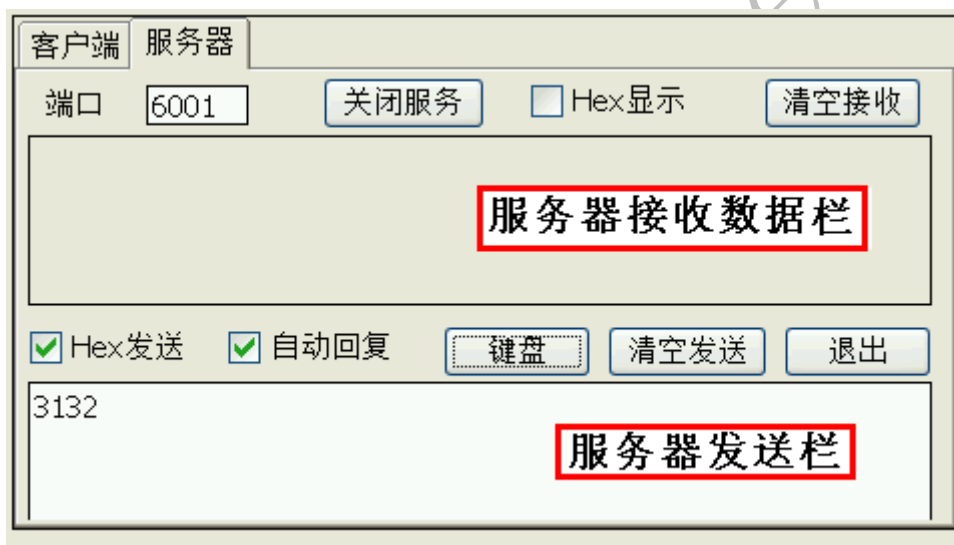 客户端 服务器
端口 6001 关闭服务 Hex显示 清空接收
服务器接收数据栏
Hex发送 自动回复 键盘 清空发送 退出
3132
服务器发送栏